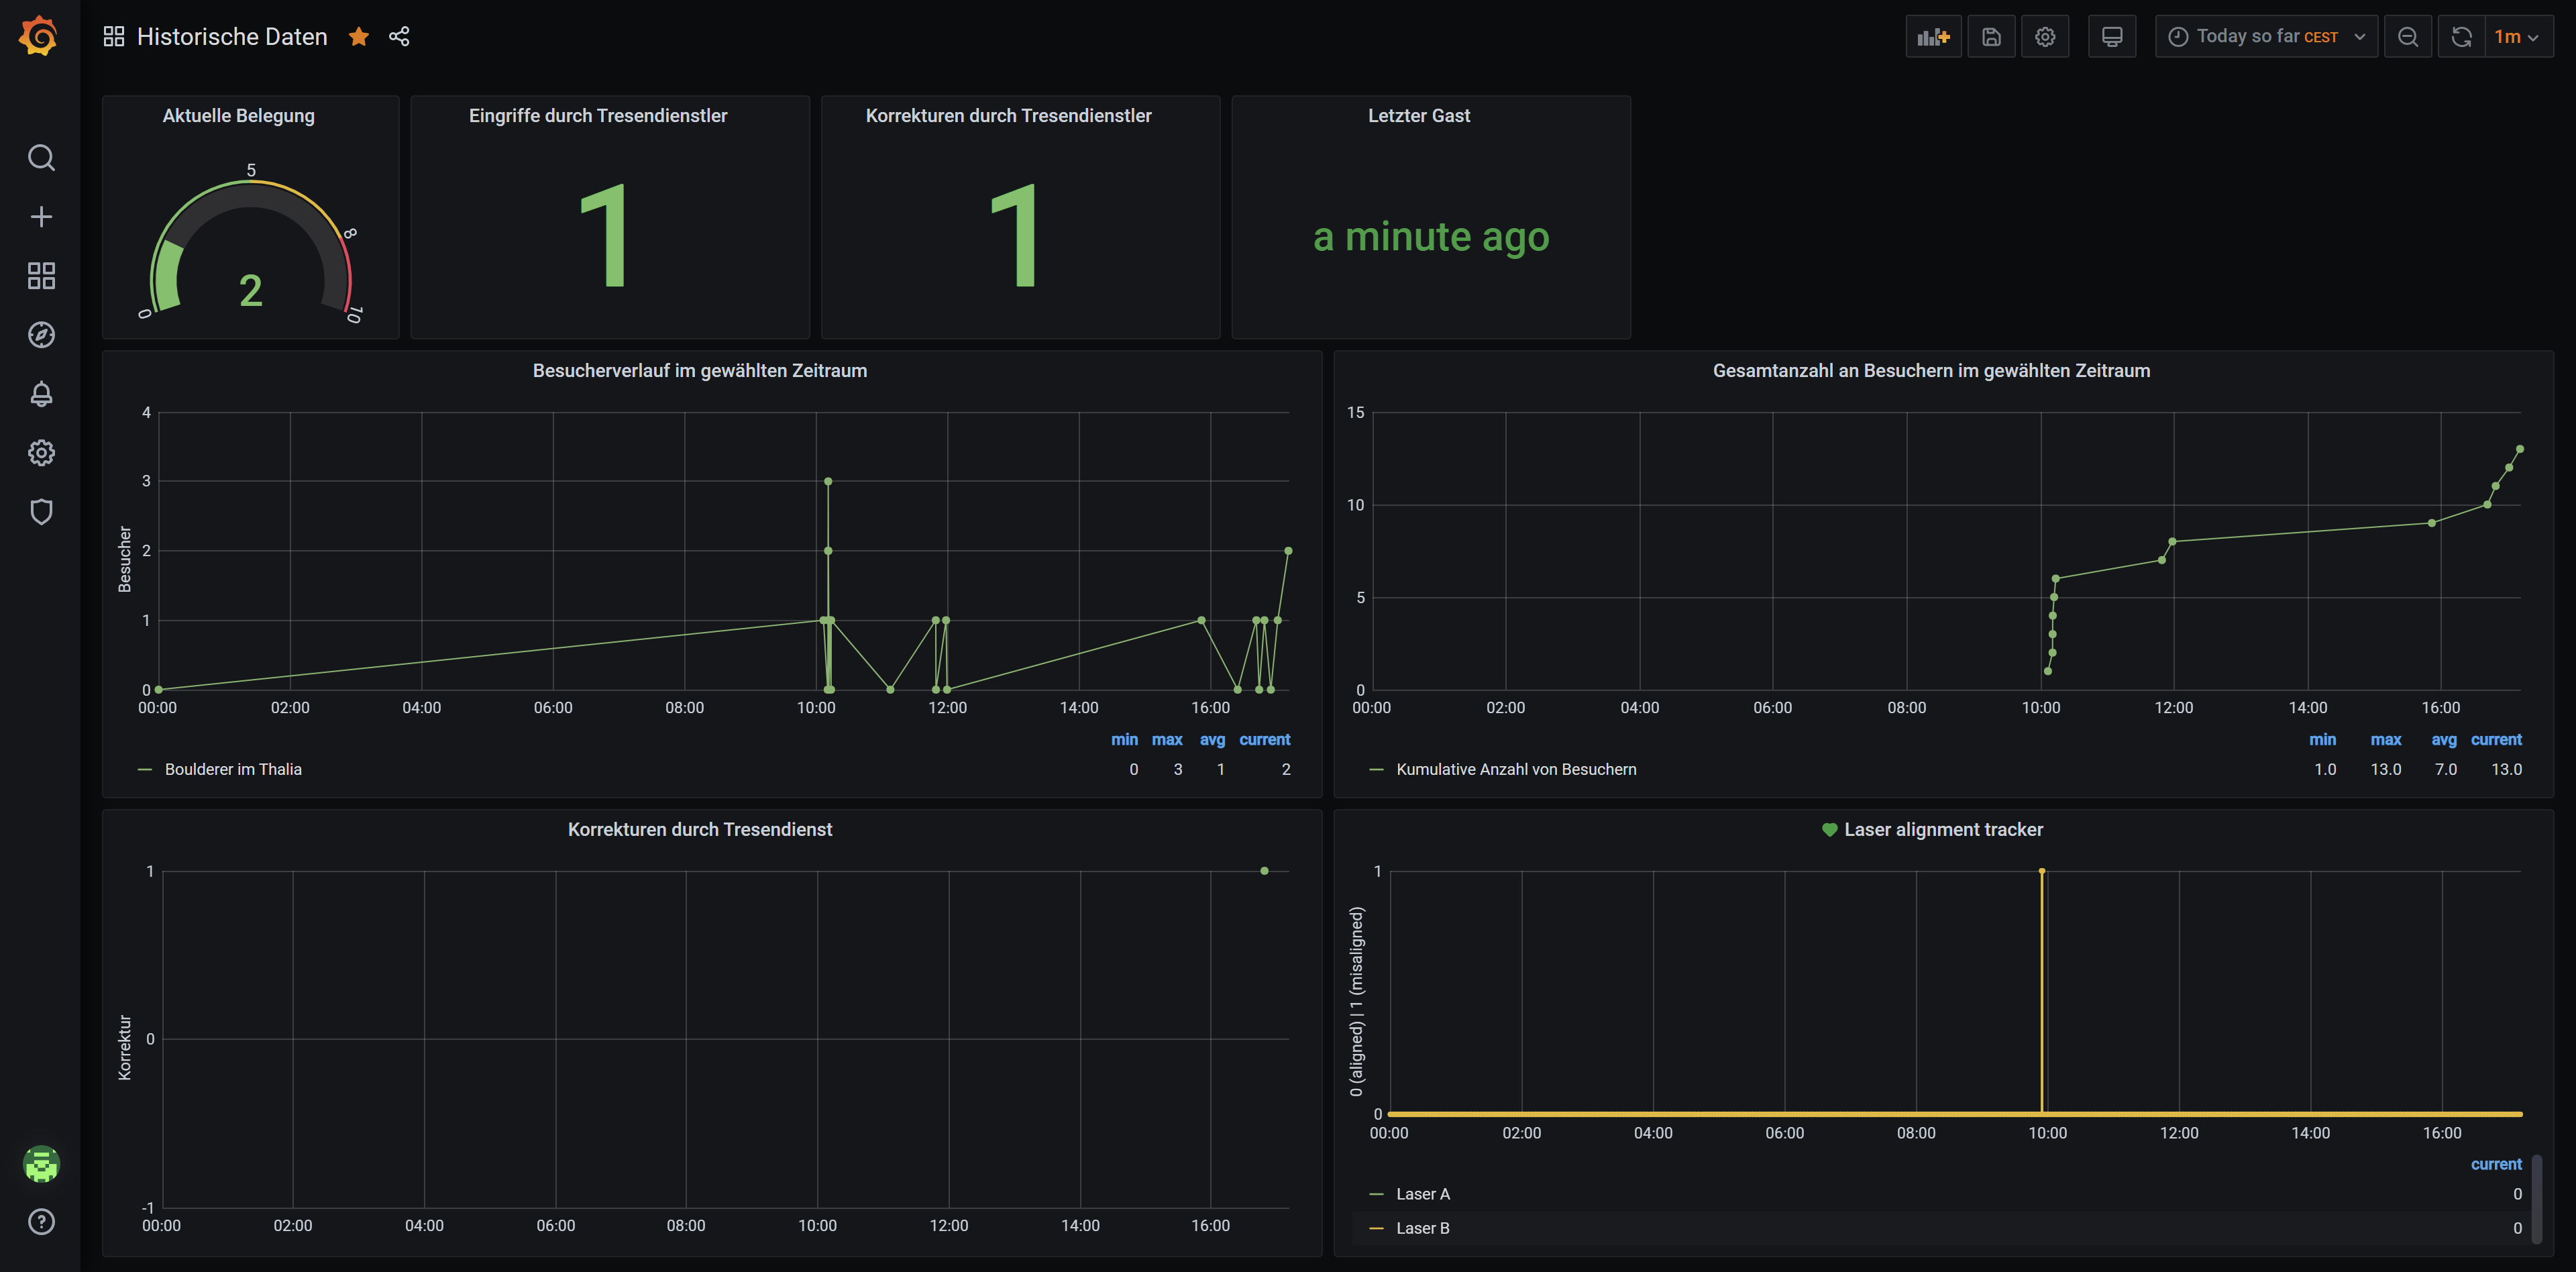 Historische Daten
Today so far CEST
1m
Aktuelle Belegung
5
8
0
10
2
Eingriffe durch Tresendienstler
1
Korrekturen durch Tresendienstler
1
Letzter Gast
a minute ago
Besucherverlauf im gewählten Zeitraum
Besucher
4
3
2
1
0
00:00 02:00 04:00 06:00 08:00 10:00 12:00 14:00 16:00
min max avg current
Boulderer im Thalia 0 3 1 2
Gesamtanzahl an Besuchern im gewählten Zeitraum
15
10
5
0
00:00 02:00 04:00 06:00 08:00 10:00 12:00 14:00 16:00
min max avg current
Kumulative Anzahl von Besuchern 1.0 13.0 7.0 13.0
Korrekturen durch Tresendienst
Korrektur
1
0
-1
00:00 02:00 04:00 06:00 08:00 10:00 12:00 14:00 16:00
Laser alignment tracker
0 (aligned) | 1 (misaligned)
1
0
00:00 02:00 04:00 06:00 08:00 10:00 12:00 14:00 16:00
current
Laser A 0
Laser B 0